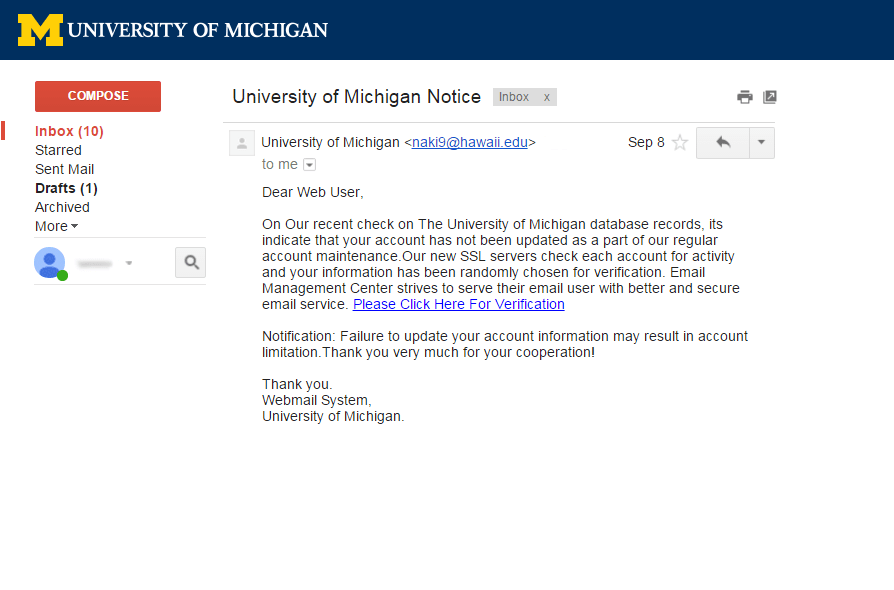 UNIVERSITY OF MICHIGAN
COMPOSE
Inbox (10)
Starred
Sent Mail
Drafts (1)
Archived
More
University of Michigan Notice Inbox x
University of Michigan <naki9@hawaii.edu> Sep 8
to me
Dear Web User,
On Our recent check on The University of Michigan database records, its
indicate that your account has not been updated as a part of our regular
account maintenance.Our new SSL servers check each account for activity
and your information has been randomly chosen for verification. Email
Management Center strives to serve their email user with better and secure
email service. Please Click Here For Verification
Notification: Failure to update your account information may result in account
limitation.Thank you very much for your cooperation!
Thank you.
Webmail System,
University of Michigan.